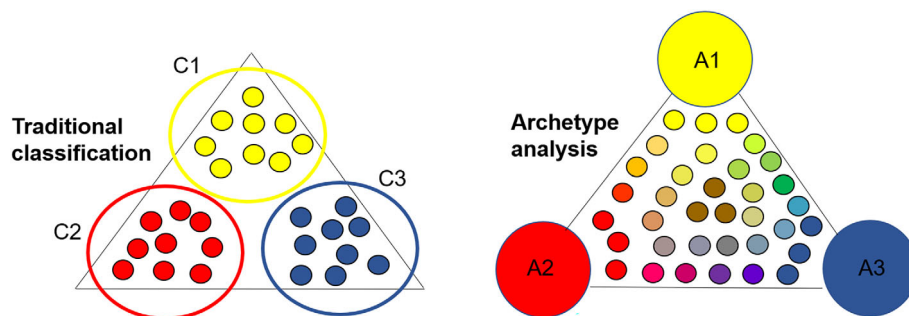 C1
Traditional
classification
C2
C3
A1
Archetype
analysis
A2
A3